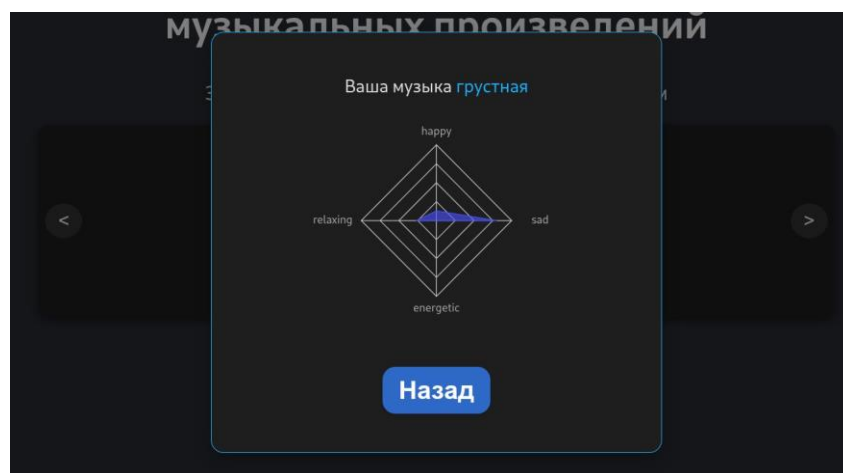 музыкальных произведений
Ваша музыка грустная
happy
relaxing
sad
energetic
<
>
Назад